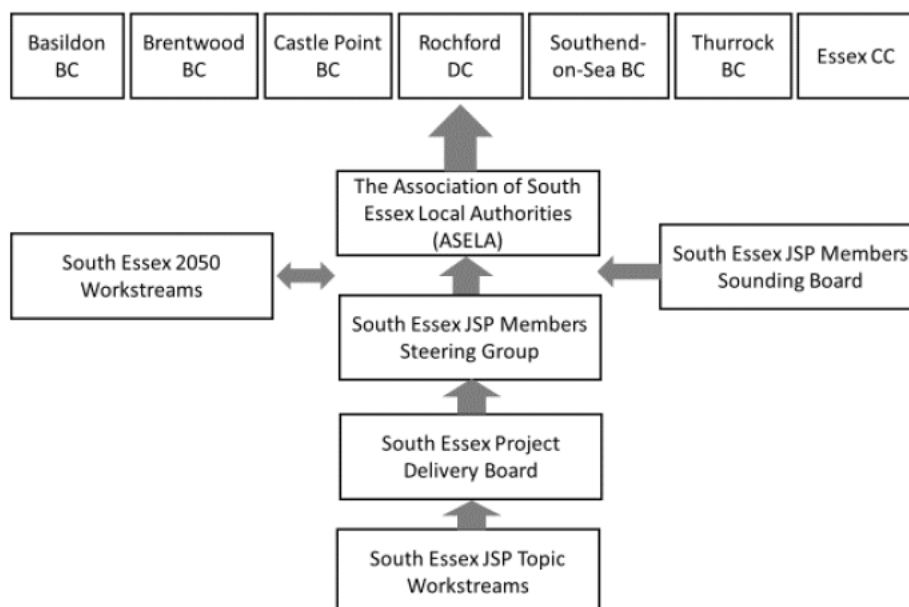 Basildon
BC
Brentwood
BC
Castle Point
BC
Rochford
DC
Southend-
on-Sea BC
Thurrock
BC
Essex CC
The Association of South
Essex Local Authorities
(ASELA)
South Essex 2050
Workstreams
South Essex JSP Members
Sounding Board
South Essex JSP Members
Steering Group
South Essex Project
Delivery Board
South Essex JSP Topic
Workstreams